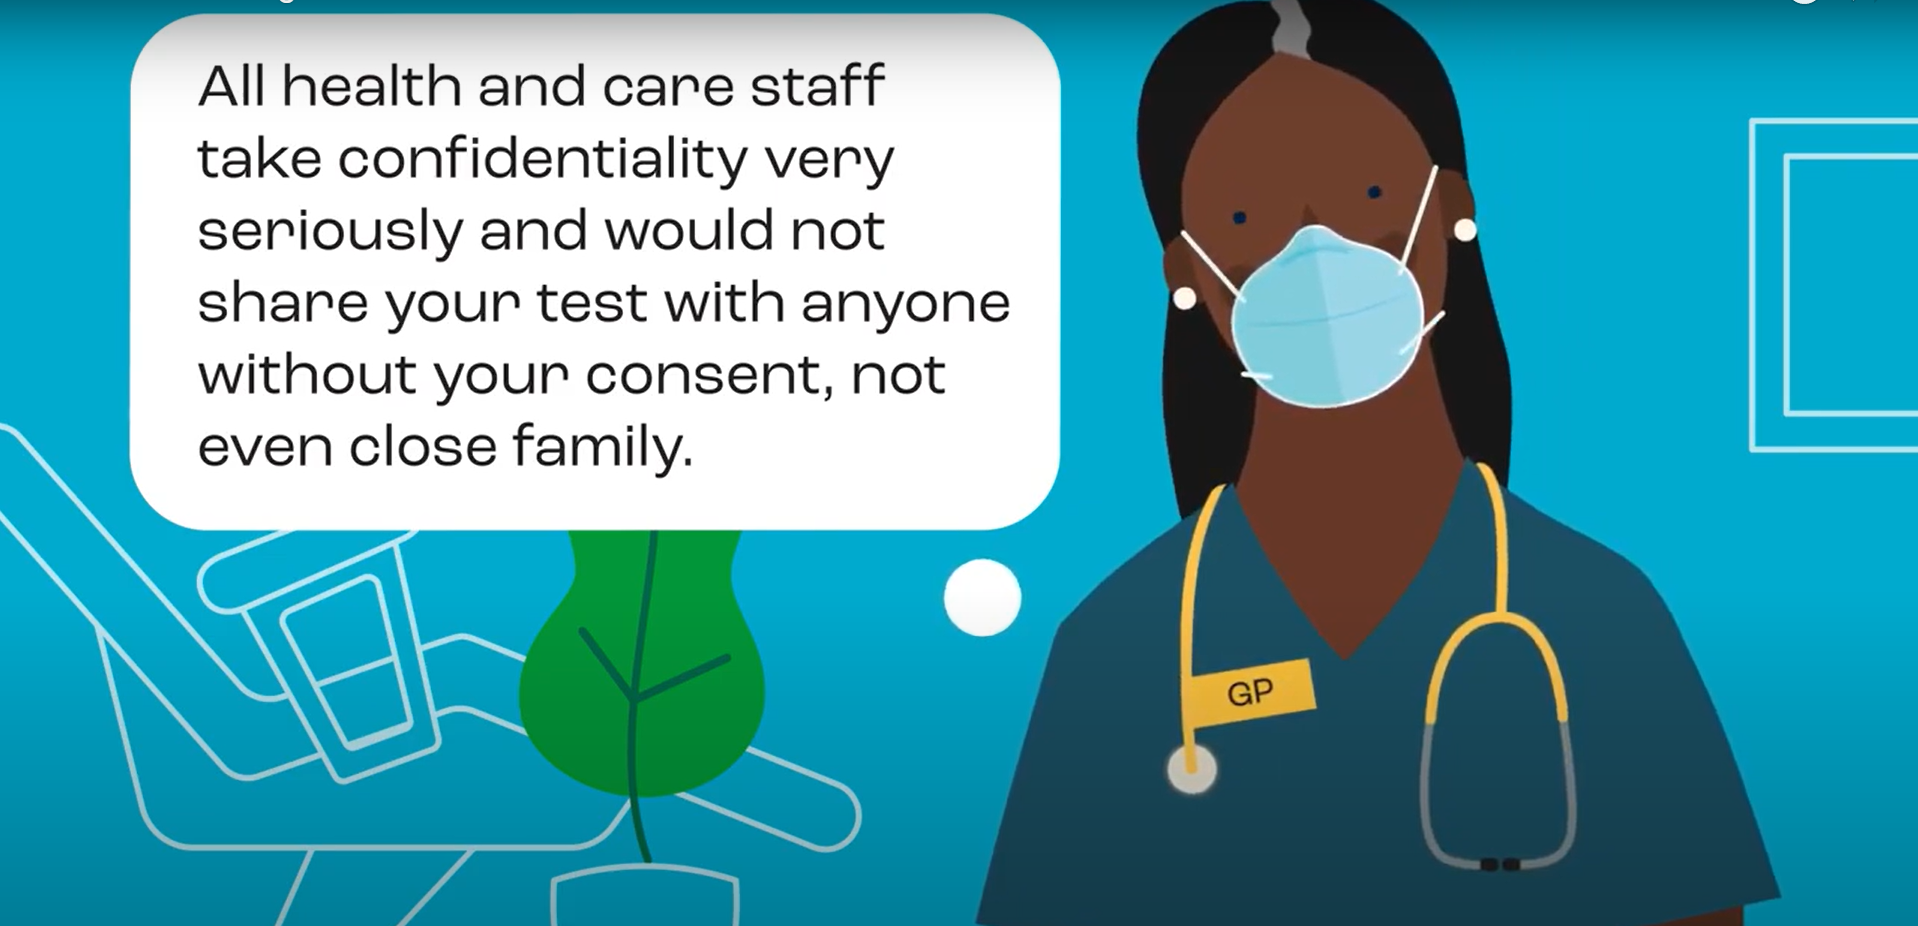 All health and care staff
take confidentiality very
seriously and would not
share your test with anyone
without your consent, not
even close family.
GP